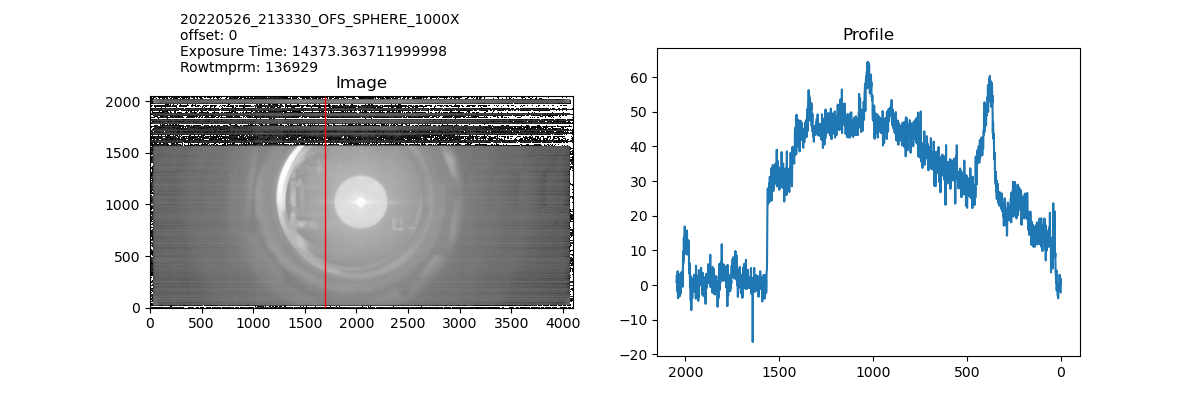 20220526_213330_OFS_SPHERE_1000X
offset: 0
Exposure Time: 14373.363711999998
Rowtmprm: 136929
Image
2000
1500
1000
500
0
0 500 1000 1500 2000 2500 3000 3500 4000
Profile
60
50
40
30
20
10
0
−10
−20
2000 1500 1000 500 0